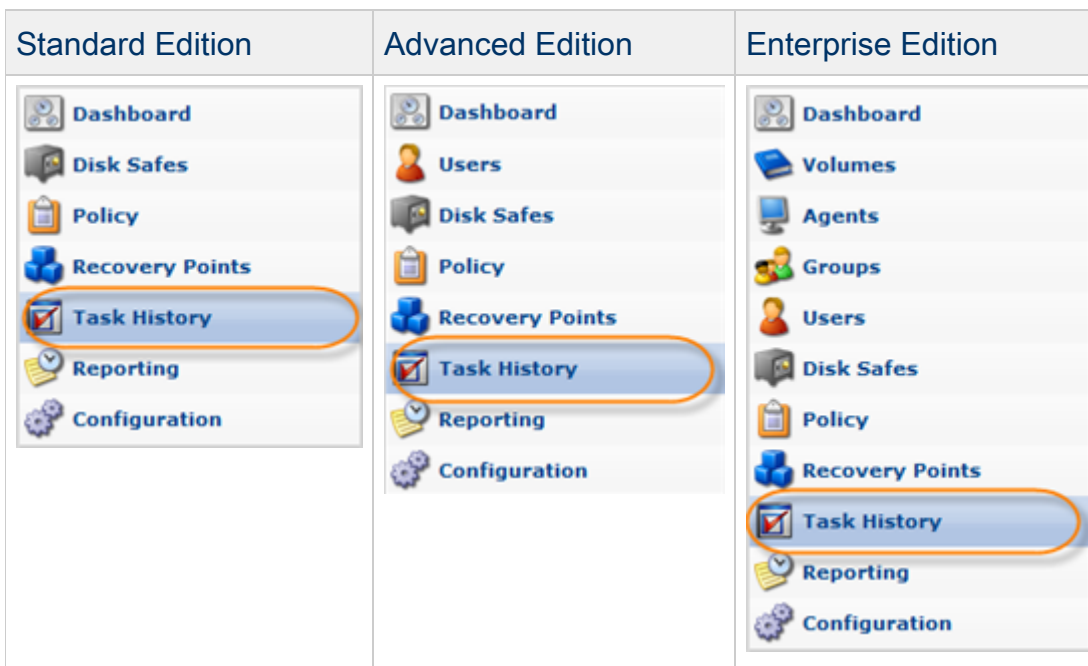 Standard Edition
Advanced Edition
Enterprise Edition
Dashboard
Disk Safes
Policy
Recovery Points
Task History
Reporting
Configuration
Dashboard
Users
Disk Safes
Policy
Recovery Points
Task History
Reporting
Configuration
Dashboard
Volumes
Agents
Groups
Users
Disk Safes
Policy
Recovery Points
Task History
Reporting
Configuration